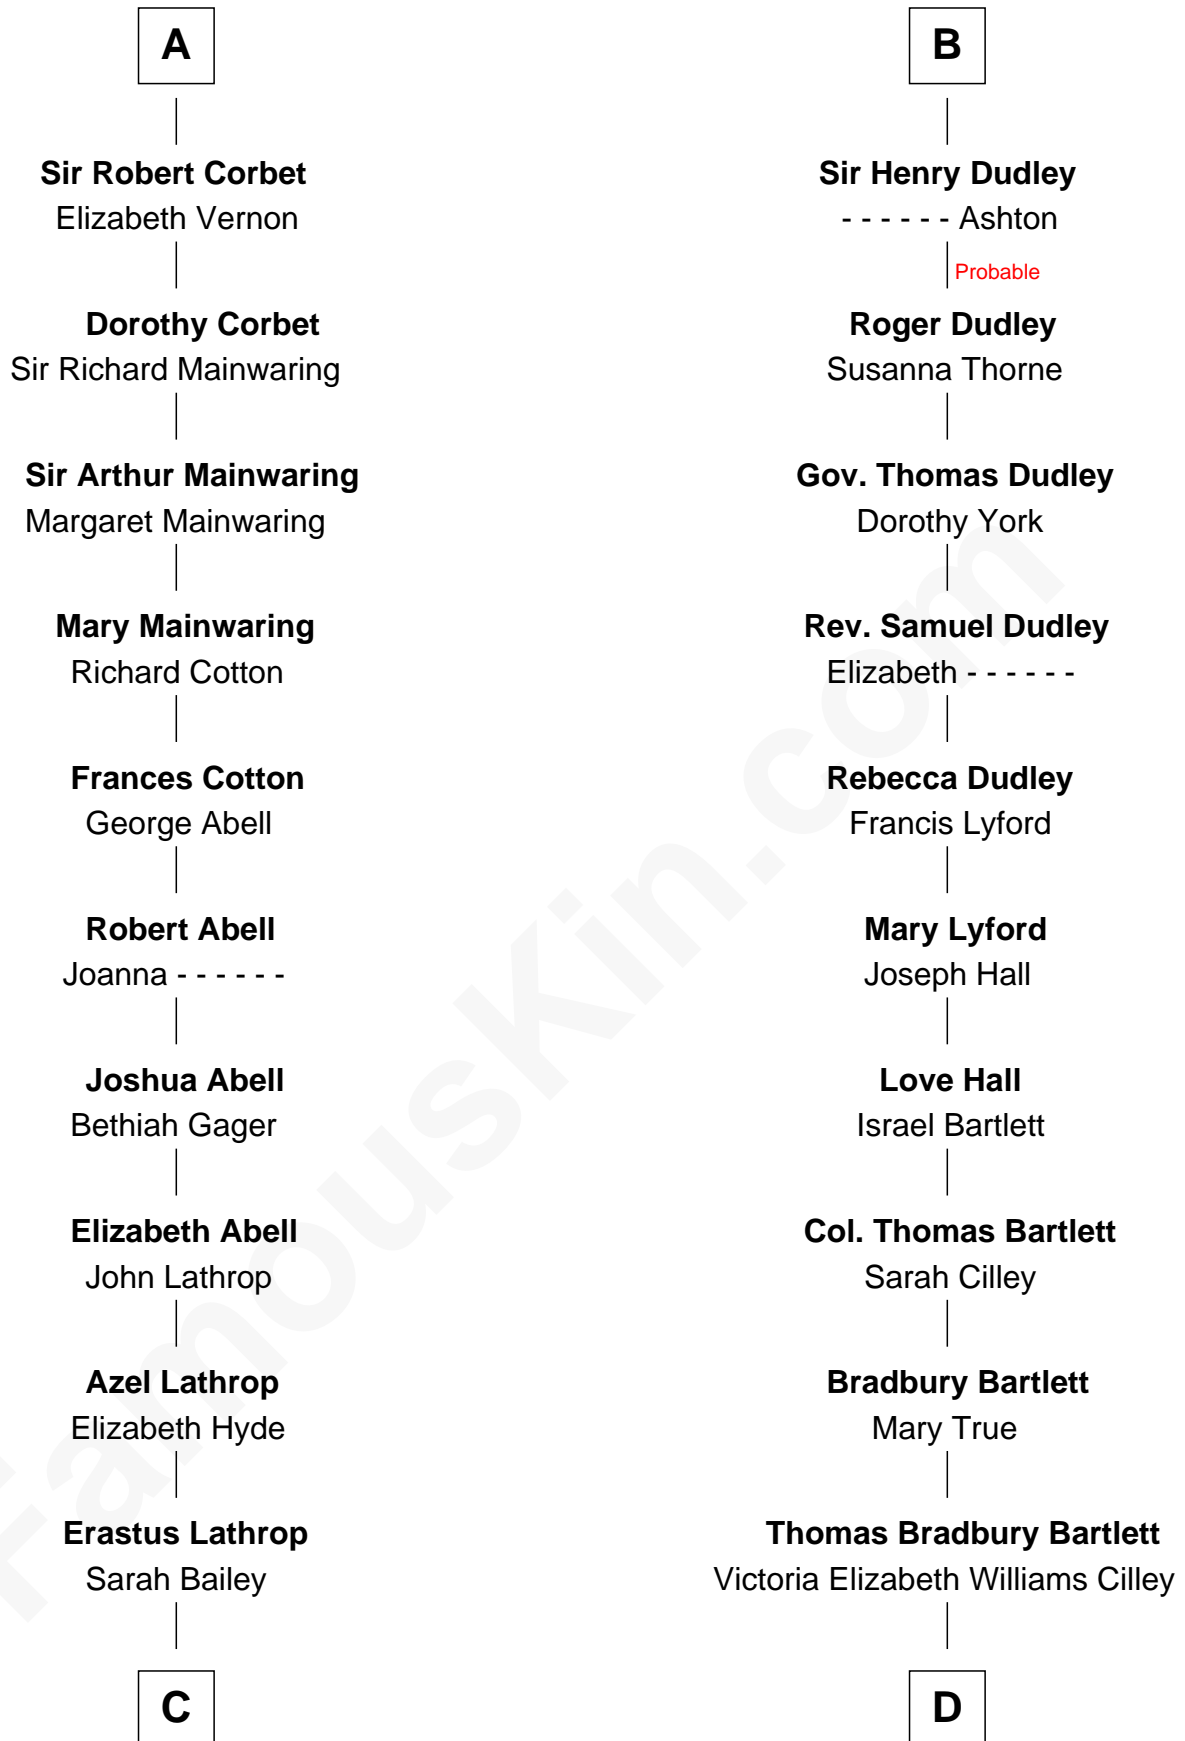 A
Sir Robert Corbet
Elizabeth Vernon
Dorothy Corbet
Sir Richard Mainwaring
Sir Arthur Mainwaring
Margaret Mainwaring
Mary Mainwaring
Richard Cotton
Frances Cotton
George Abell
Robert Abell
Joanna - - - - - -
Joshua Abell
Bethiah Gager
Elizabeth Abell
John Lathrop
Azel Lathrop
Elizabeth Hyde
Erastus Lathrop
Sarah Bailey
C
B
Sir Henry Dudley
- - - - - - Ashton
Probable
Roger Dudley
Susanna Thorne
Gov. Thomas Dudley
Dorothy York
Rev. Samuel Dudley
Elizabeth - - - - - -
Rebecca Dudley
Francis Lyford
Mary Lyford
Joseph Hall
Love Hall
Israel Bartlett
Col. Thomas Bartlett
Sarah Cilley
Bradbury Bartlett
Mary True
Thomas Bradbury Bartlett
Victoria Elizabeth Williams Cilley
D
FamousKin.com